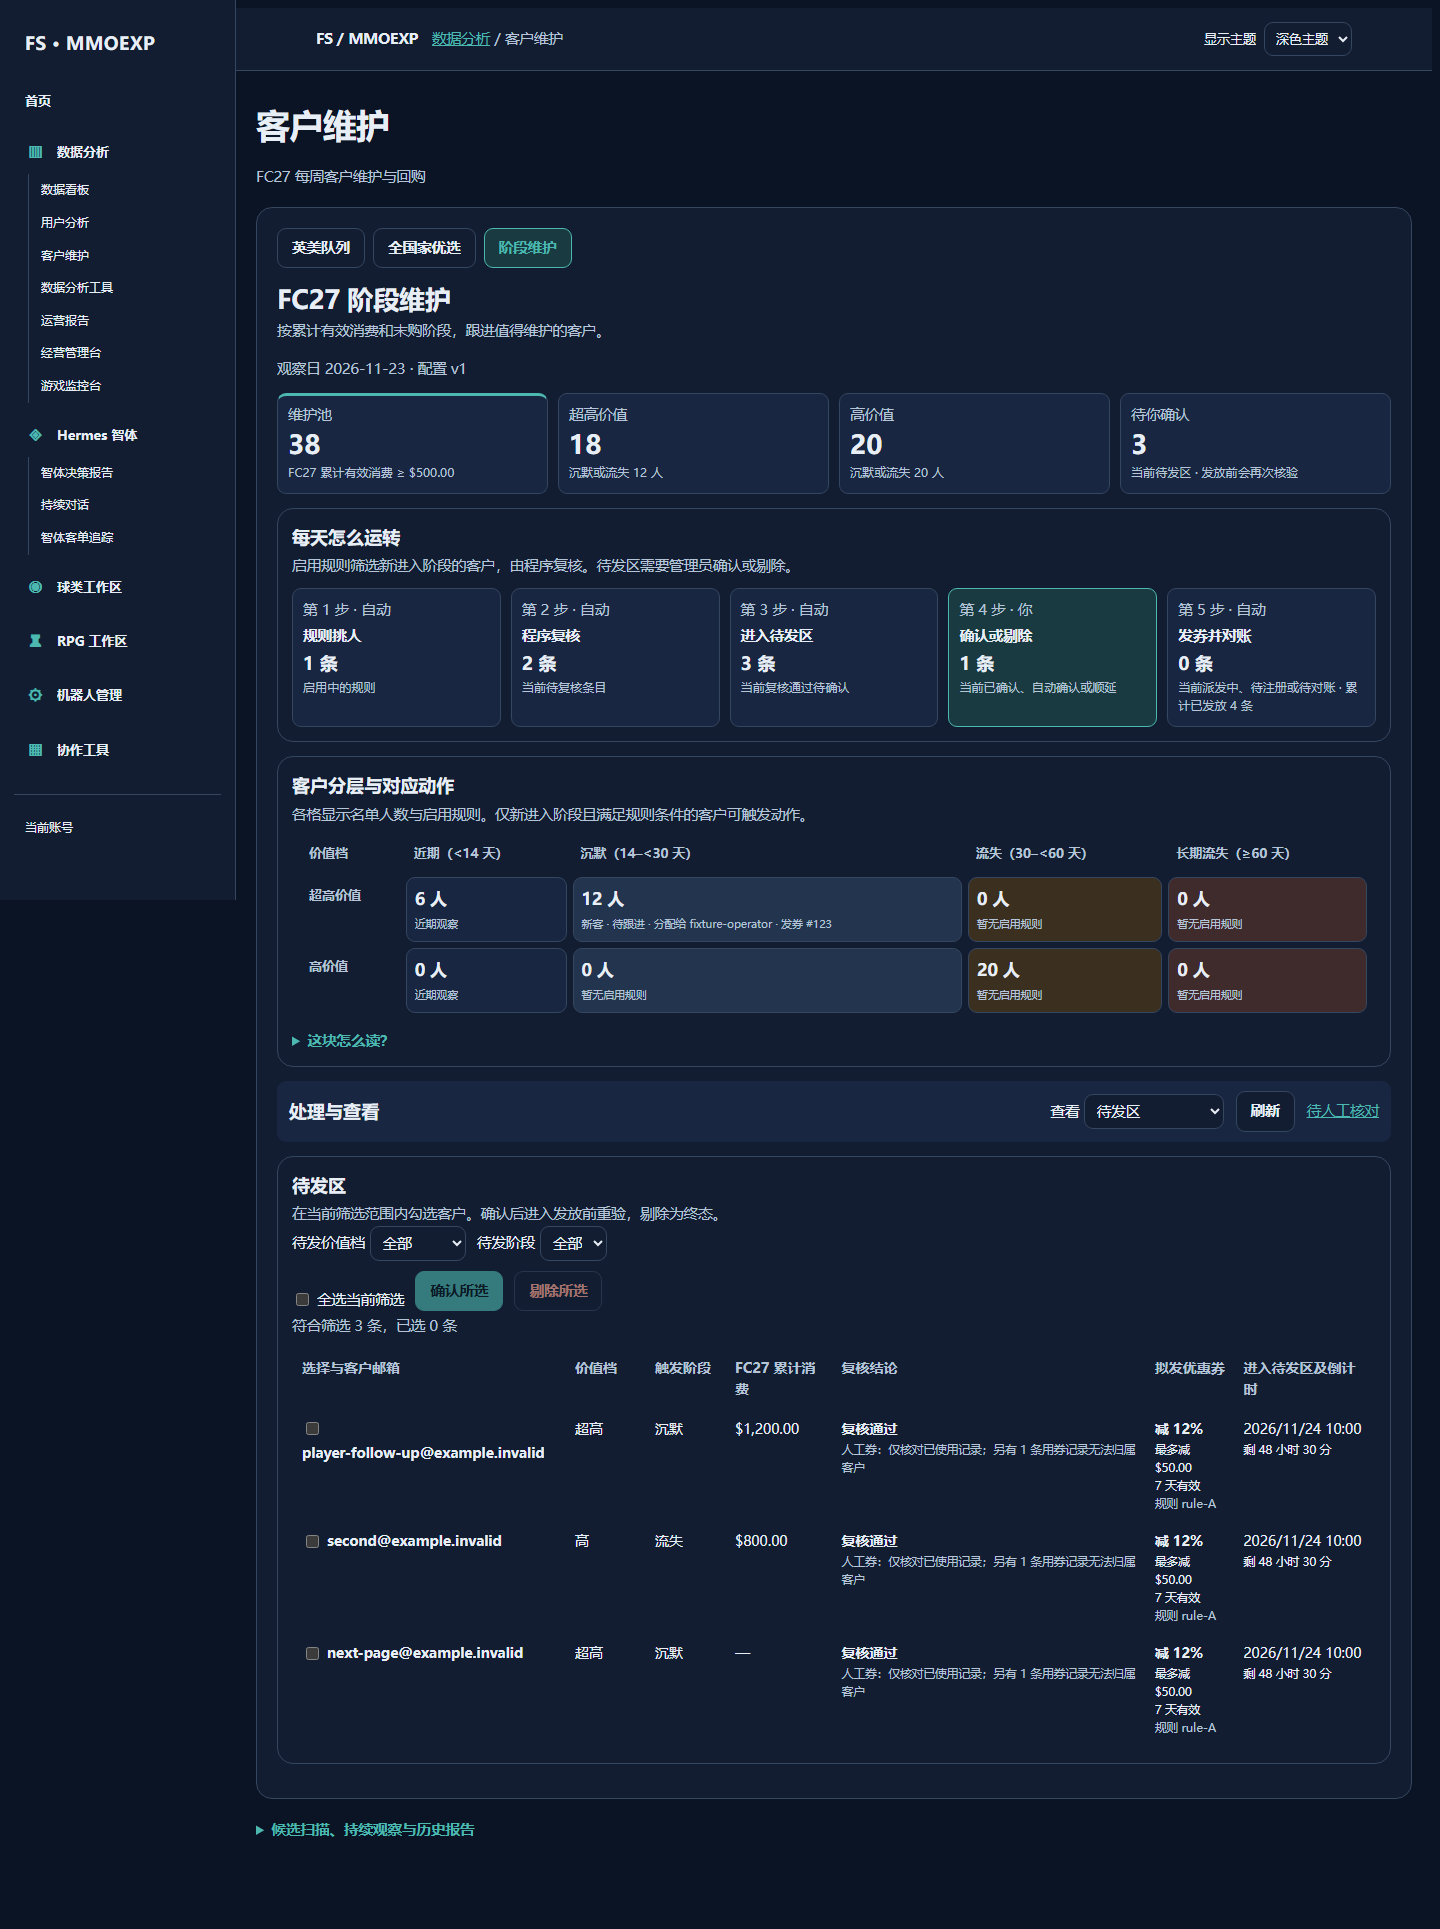 FS • MMOEXP
首页
数据分析
数据看板
用户分析
客户维护
数据分析工具
运营报告
经营管理台
游戏监控台
Hermes 智体
智体决策报告
持续对话
智体客单追踪
球类工作区
RPG 工作区
机器人管理
协作工具
当前账号
FS / MMOEXP 数据分析 / 客户维护
显示主题 深色主题
客户维护
FC27 每周客户维护与回购
英美队列 全国家优选 阶段维护
FC27 阶段维护
按累计有效消费和未购阶段，跟进值得维护的客户。
观察日 2026-11-23 · 配置 v1
维护池
38
FC27 累计有效消费 ≥ $500.00
超高价值
18
沉默或流失 12 人
高价值
20
沉默或流失 20 人
待你确认
3
当前待发区 · 发放前会再次核验
每天怎么运转
启用规则筛选新进入阶段的客户，由程序复核。待发区需要管理员确认或剔除。
第 1 步 · 自动
规则挑人
1 条
启用中的规则
第 2 步 · 自动
程序复核
2 条
当前待复核条目
第 3 步 · 自动
进入待发区
3 条
当前复核通过待确认
第 4 步 · 你
确认或剔除
1 条
当前已确认、自动确认或顺延
第 5 步 · 自动
发券并对账
0 条
当前派发中、待注册或待对账 · 累
计已发放 4 条
客户分层与对应动作
各格显示名单人数与启用规则。仅新进入阶段且满足规则条件的客户可触发动作。
价值档 近期（<14 天） 沉默（14–<30 天） 流失（30–<60 天） 长期流失（≥60 天）
超高价值
6 人
近期观察
12 人
新客 · 待跟进 · 分配给 fixture-operator · 发券 #123
0 人
暂无启用规则
0 人
暂无启用规则
高价值
0 人
近期观察
0 人
暂无启用规则
20 人
暂无启用规则
0 人
暂无启用规则
这块怎么读?
处理与查看
查看 待发区 刷新 待人工核对
待发区
在当前筛选范围内勾选客户。确认后进入发放前重验，剔除为终态。
待发价值档 全部 待发阶段 全部
全选当前筛选 确认所选 剔除所选
符合筛选 3 条，已选 0 条
选择与客户邮箱 价值档 触发阶段 FC27 累计消
费 复核结论 拟发优惠券 进入待发区及倒计
时
player-follow-up@example.invalid
超高 沉默 $1,200.00
复核通过
人工券：仅核对已使用记录；另有 1 条用券记录无法归属
客户
减 12%
最多减
$50.00
7 天有效
规则 rule-A
2026/11/24 10:00
剩 48 小时 30 分
second@example.invalid
高 流失 $800.00
复核通过
人工券：仅核对已使用记录；另有 1 条用券记录无法归属
客户
减 12%
最多减
$50.00
7 天有效
规则 rule-A
2026/11/24 10:00
剩 48 小时 30 分
next-page@example.invalid
超高 沉默 —
复核通过
人工券：仅核对已使用记录；另有 1 条用券记录无法归属
客户
减 12%
最多减
$50.00
7 天有效
规则 rule-A
2026/11/24 10:00
剩 48 小时 30 分
候选扫描、持续观察与历史报告